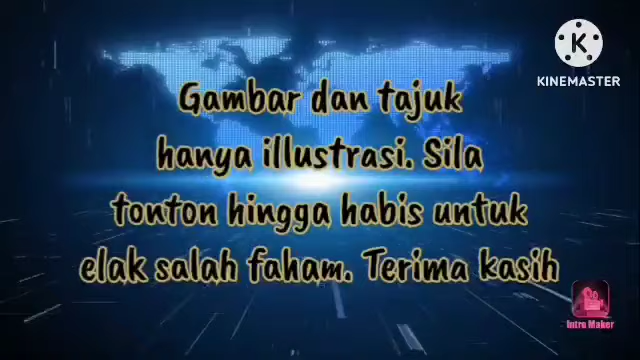 KINEMASTER
Gambar dan tajuk
hanya illustrasi. Sila
tonton hingga habis untuk
elak salah faham. Terima kasih
Intro Maker